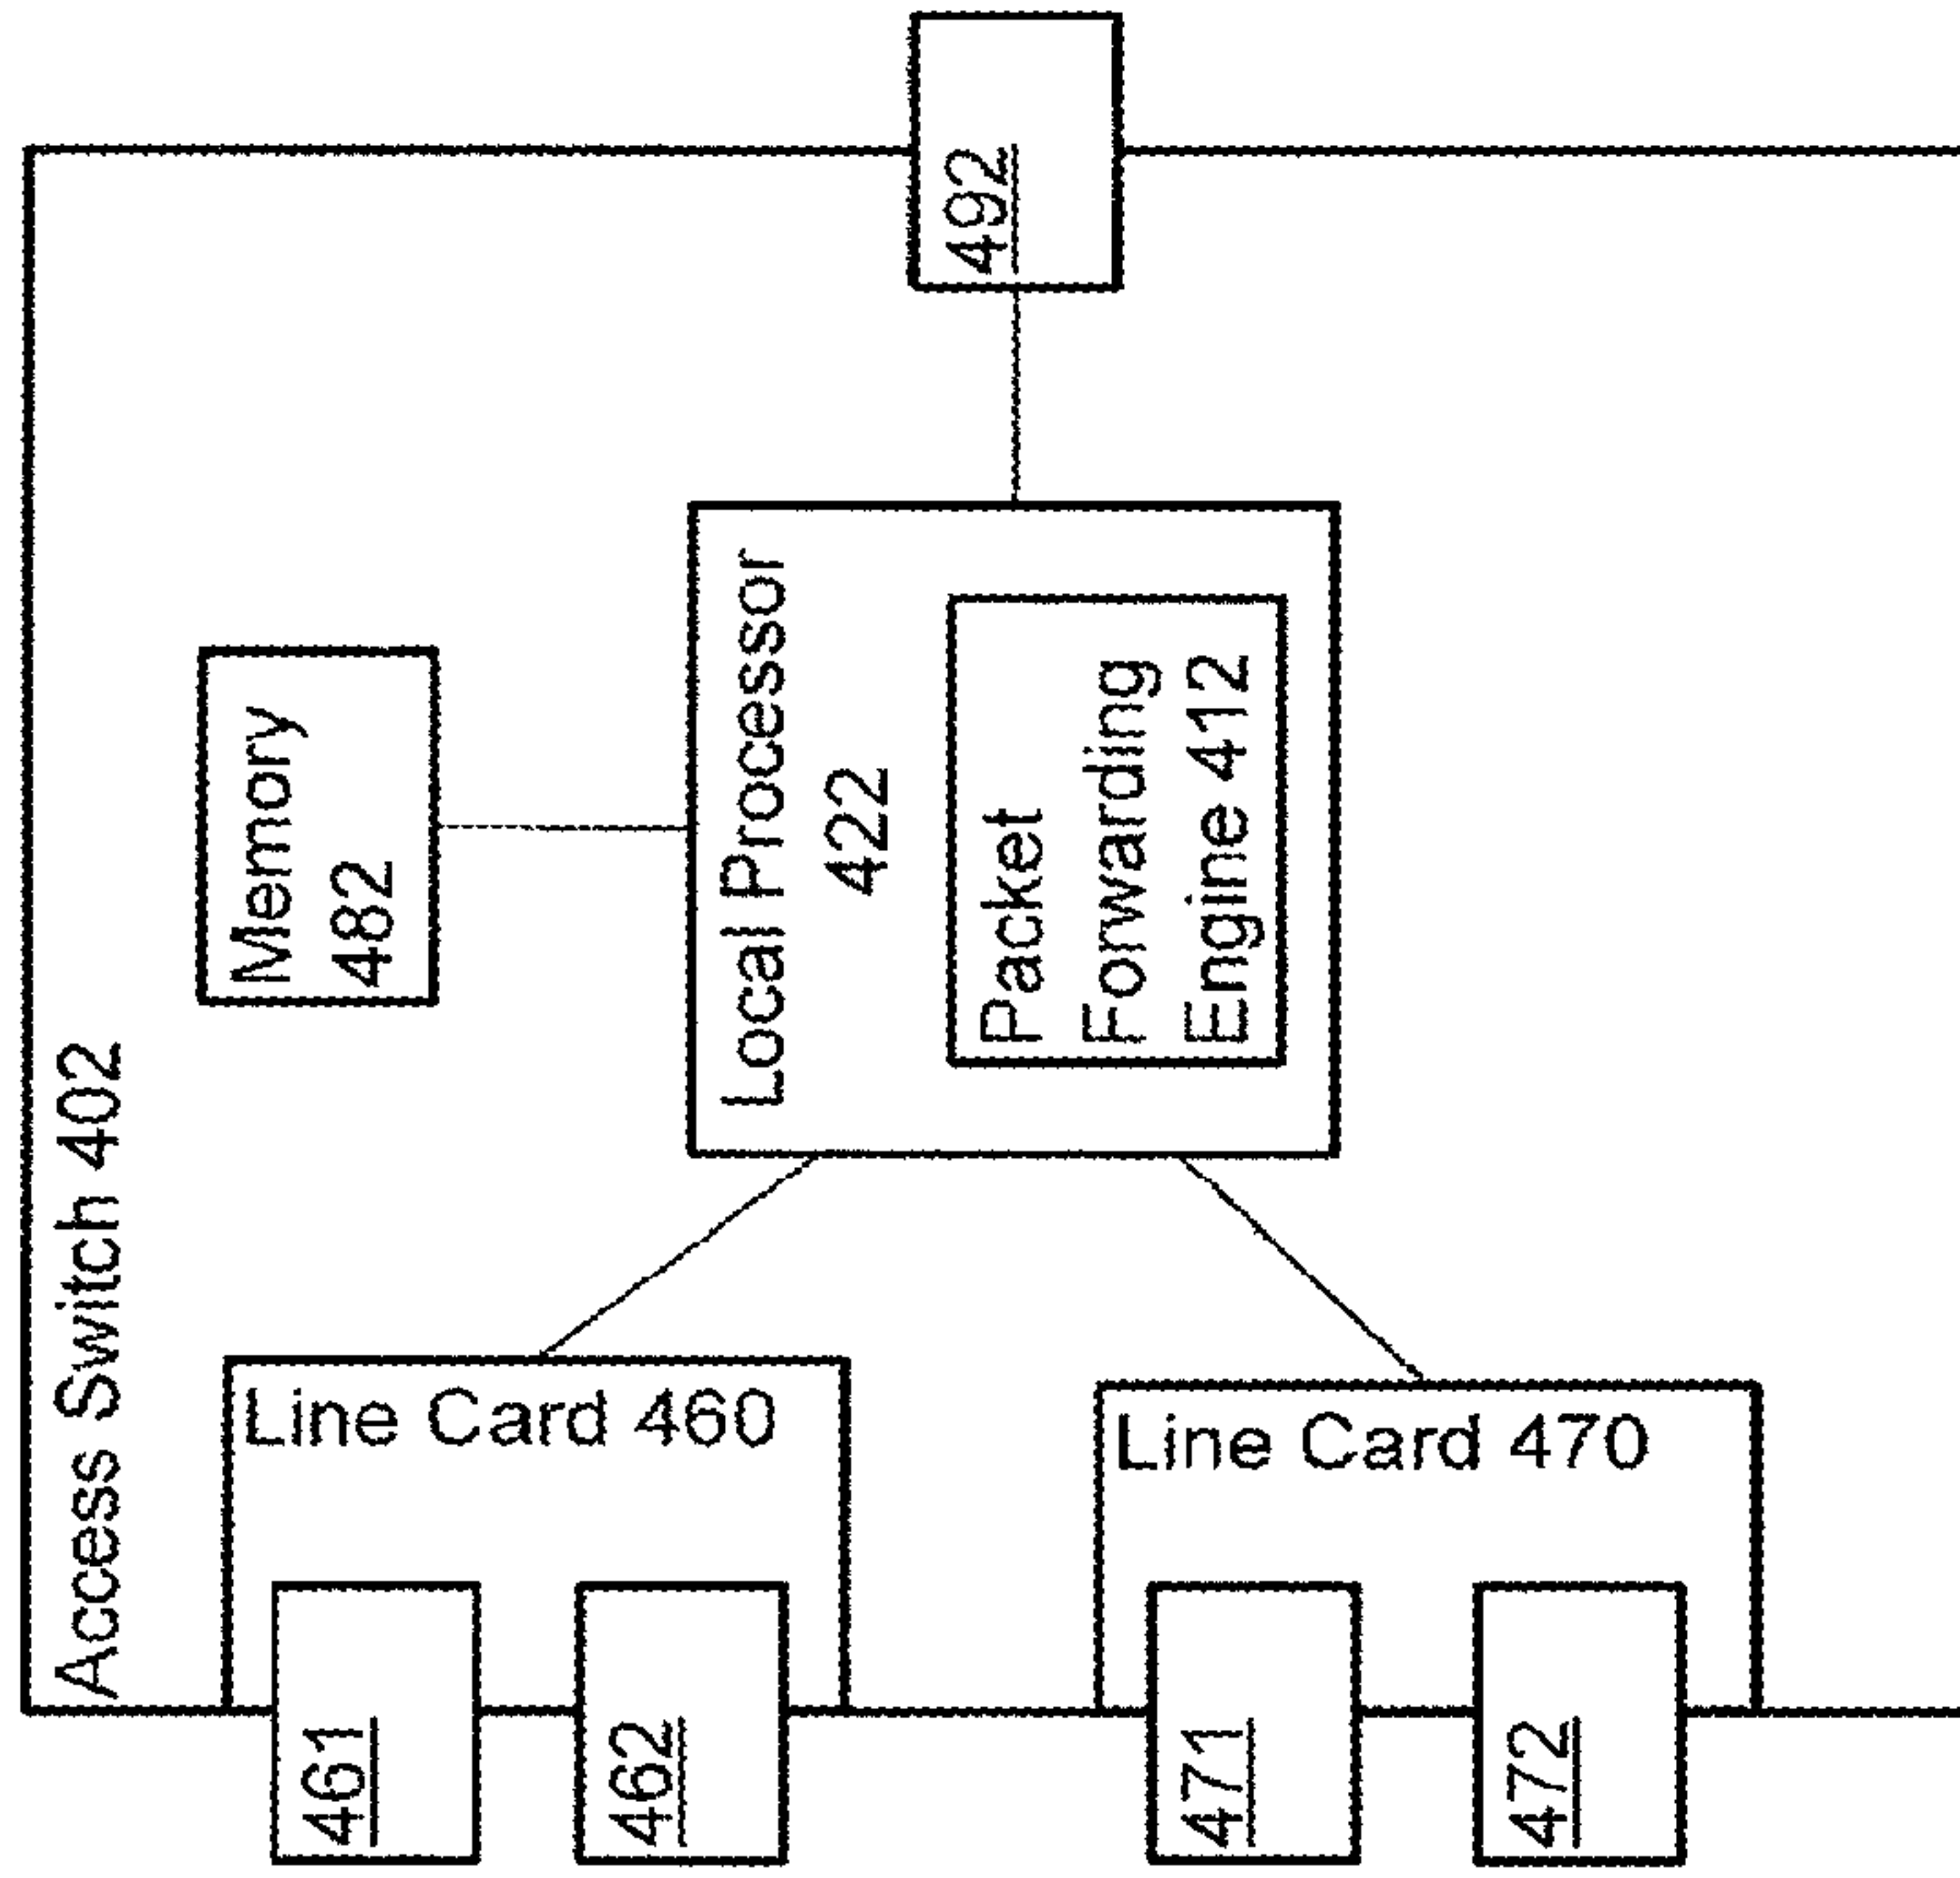 Access Switch 402
Memory
482
Local Processor
422
Packet
Forwarding
Engine 412
492
Line Card 460
461
462
Line Card 470
471
472